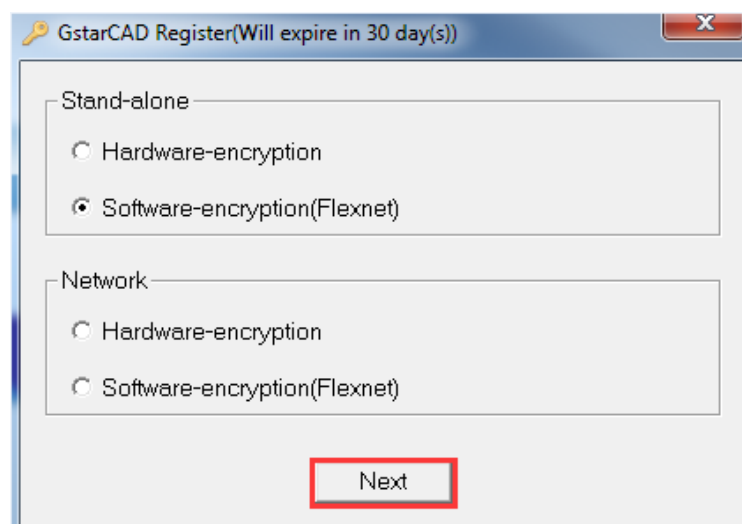 GstarCAD Register(Will expire in 30 day(s))
Stand-alone
Hardware-encryption
Software-encryption(Flexnet)
Network
Hardware-encryption
Software-encryption(Flexnet)
Next